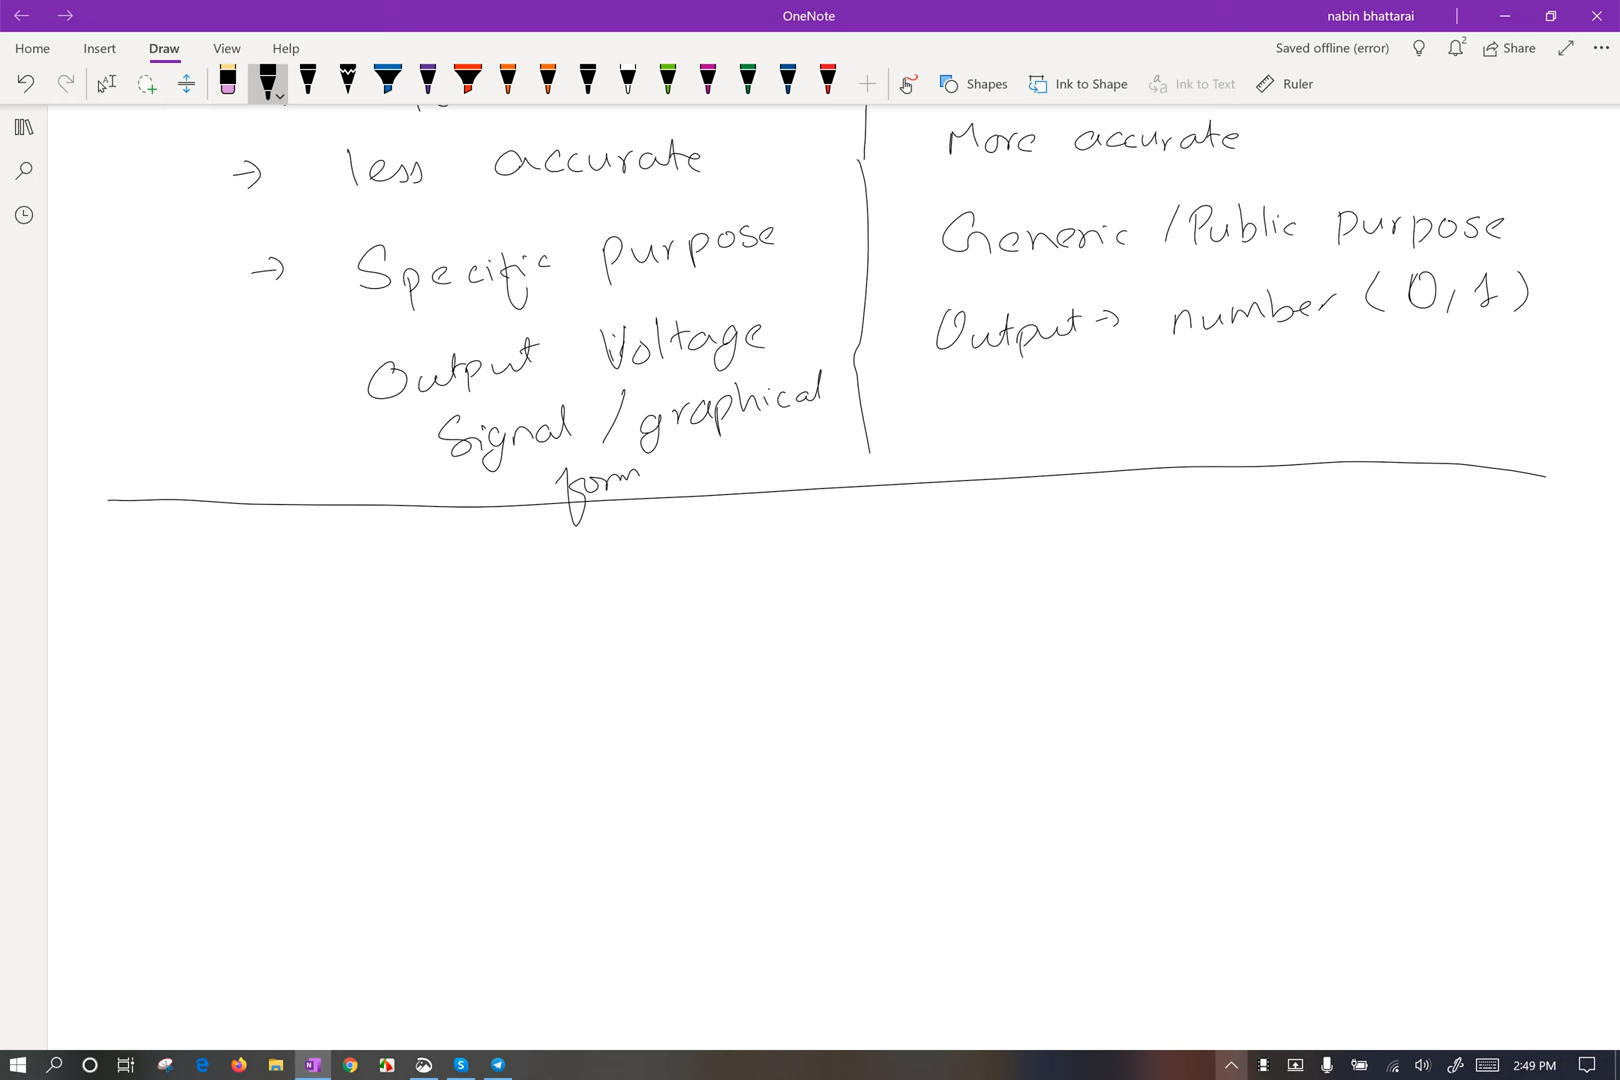 OneNote
nabin bhattarai
Home Insert Draw View Help
Saved offline (error)
2
Share
Shapes
Ink to Shape
Ink to Text
Ruler
→ less accurate
More accurate
→ Specific purpose
Generic / Public purpose
Output Voltage
Signal / graphical
form
Output → number (0, 1)
2:49 PM